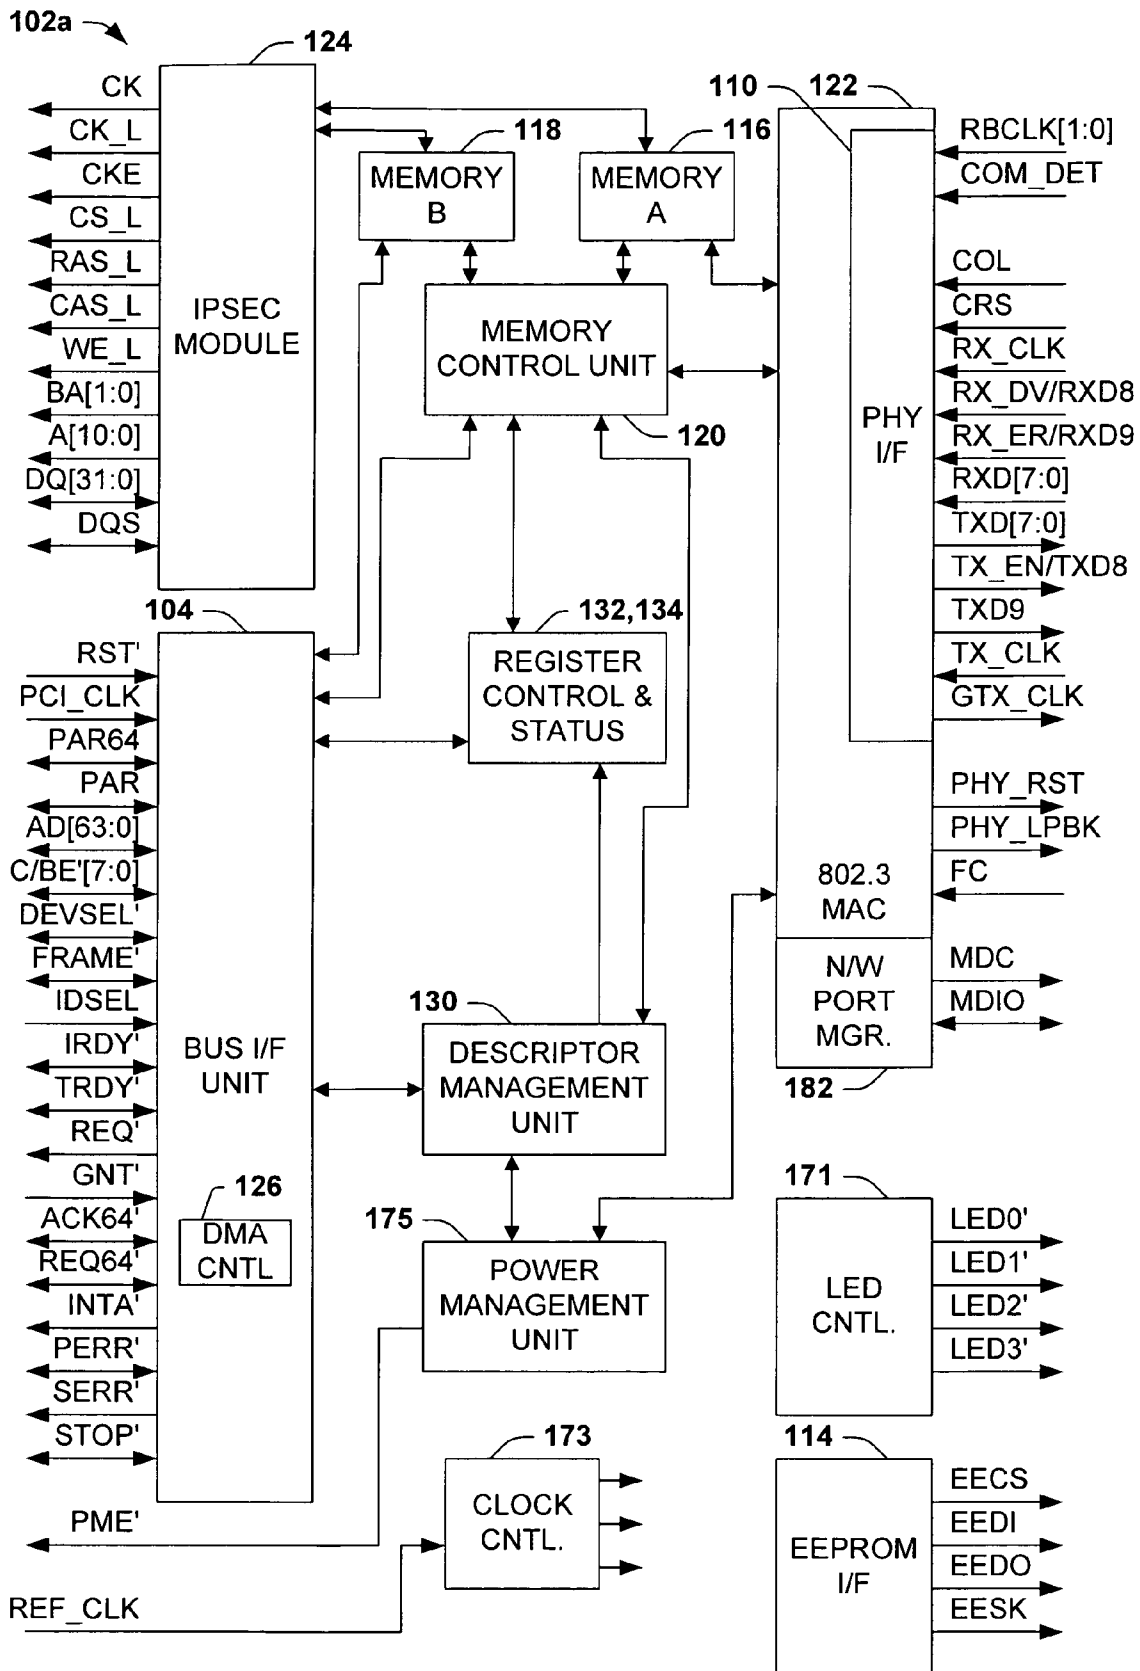 102a
124
CK
CK_L
CKE
CS_L
RAS_L
CAS_L
WE_L
BA[1:0]
A[10:0]
DQ[31:0]
DQS
IPSEC
MODULE
118
MEMORY
B
116
MEMORY
A
MEMORY
CONTROL UNIT
120
110
122
PHY
I/F
802.3
MAC
N/W
PORT
MGR.
182
RBCLK[1:0]
COM_DET
COL
CRS
RX_CLK
RX_DV/RXD8
RX_ER/RXD9
RXD[7:0]
TXD[7:0]
TX_EN/TXD8
TXD9
TX_CLK
GTX_CLK
PHY_RST
PHY_LPBK
FC
MDC
MDIO
104
RST'
PCI_CLK
PAR64
PAR
AD[63:0]
C/BE'[7:0]
DEVSEL'
FRAME'
IDSEL
IRDY'
TRDY'
REQ'
GNT'
ACK64'
REQ64'
INTA'
PERR'
SERR'
STOP'
PME'
REF_CLK
BUS I/F
UNIT
126
DMA
CNTL
132,134
REGISTER
CONTROL &
STATUS
130
DESCRIPTOR
MANAGEMENT
UNIT
175
POWER
MANAGEMENT
UNIT
173
CLOCK
CNTL.
171
LED
CNTL.
LED0'
LED1'
LED2'
LED3'
114
EEPROM
I/F
EECS
EEDI
EEDO
EESK